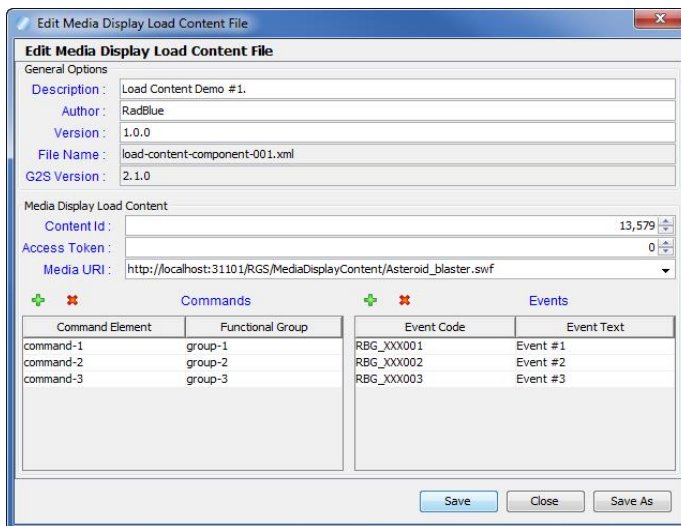 Edit Media Display Load Content File
Edit Media Display Load Content File
General Options
Description : Load Content Demo #1.
Author : RadBlue
Version : 1.0.0
File Name : load-content-component-001.xml
G2S Version : 2.1.0
Media Display Load Content
Content Id : 13,579
Access Token : 0
Media URI : http://localhost:31101/RGS/MediaDisplayContent/Asteroid_blaster.swf
Commands Events
Command Element Functional Group Event Code Event Text
command-1 group-1 RBG_XXX001 Event #1
command-2 group-2 RBG_XXX002 Event #2
command-3 group-3 RBG_XXX003 Event #3
Save Close Save As